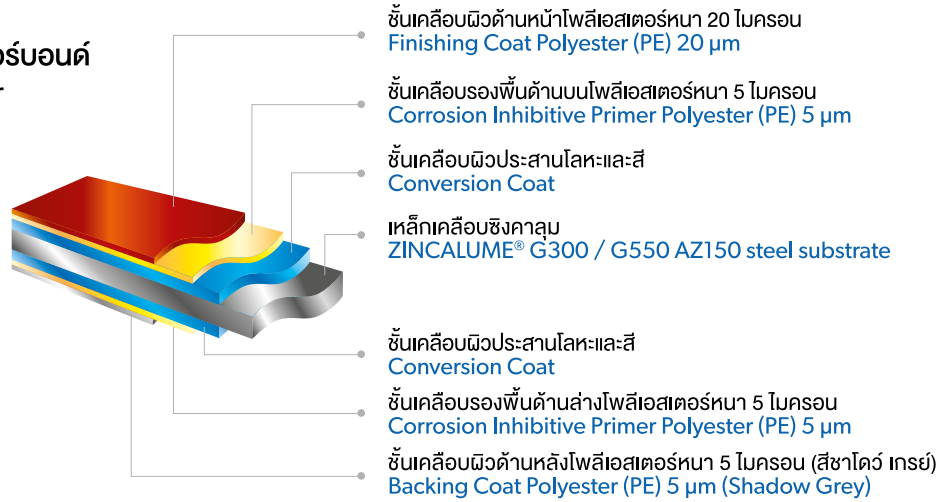 ชั้นเคลือบผิวด้านหน้าโพลีเอสเตอร์หนา 20 ไมครอน
Finishing Coat Polyester (PE) 20 µm
ชั้นเคลือบรองพื้นด้านบนโพลีเอสเตอร์หนา 5 ไมครอน
Corrosion Inhibitive Primer Polyester (PE) 5 µm
ชั้นเคลือบผิวประสานโลหะและสี
Conversion Coat
เหล็กเคลือบซิงคาลุม
ZINCALUME® G300 / G550 AZ150 steel substrate
ชั้นเคลือบผิวประสานโลหะและสี
Conversion Coat
ชั้นเคลือบรองพื้นด้านล่างโพลีเอสเตอร์หนา 5 ไมครอน
Corrosion Inhibitive Primer Polyester (PE) 5 µm
ชั้นเคลือบผิวด้านหลังโพลีเอสเตอร์หนา 5 ไมครอน (สีชาโดว์ เกรย์)
Backing Coat Polyester (PE) 5 µm (Shadow Grey)